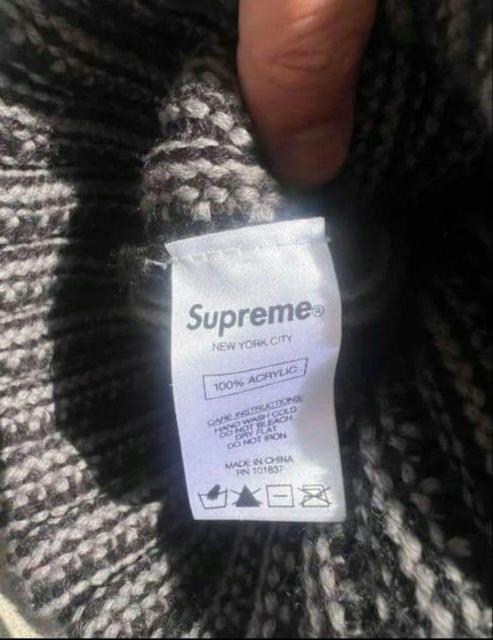 Supreme®
NEW YORK CITY
100% ACRYLIC
CARE INSTRUCTIONS
HAND WASH COLD
DO NOT BLEACH
DRY FLAT
DO NOT IRON
MADE IN CHINA
RN 101837